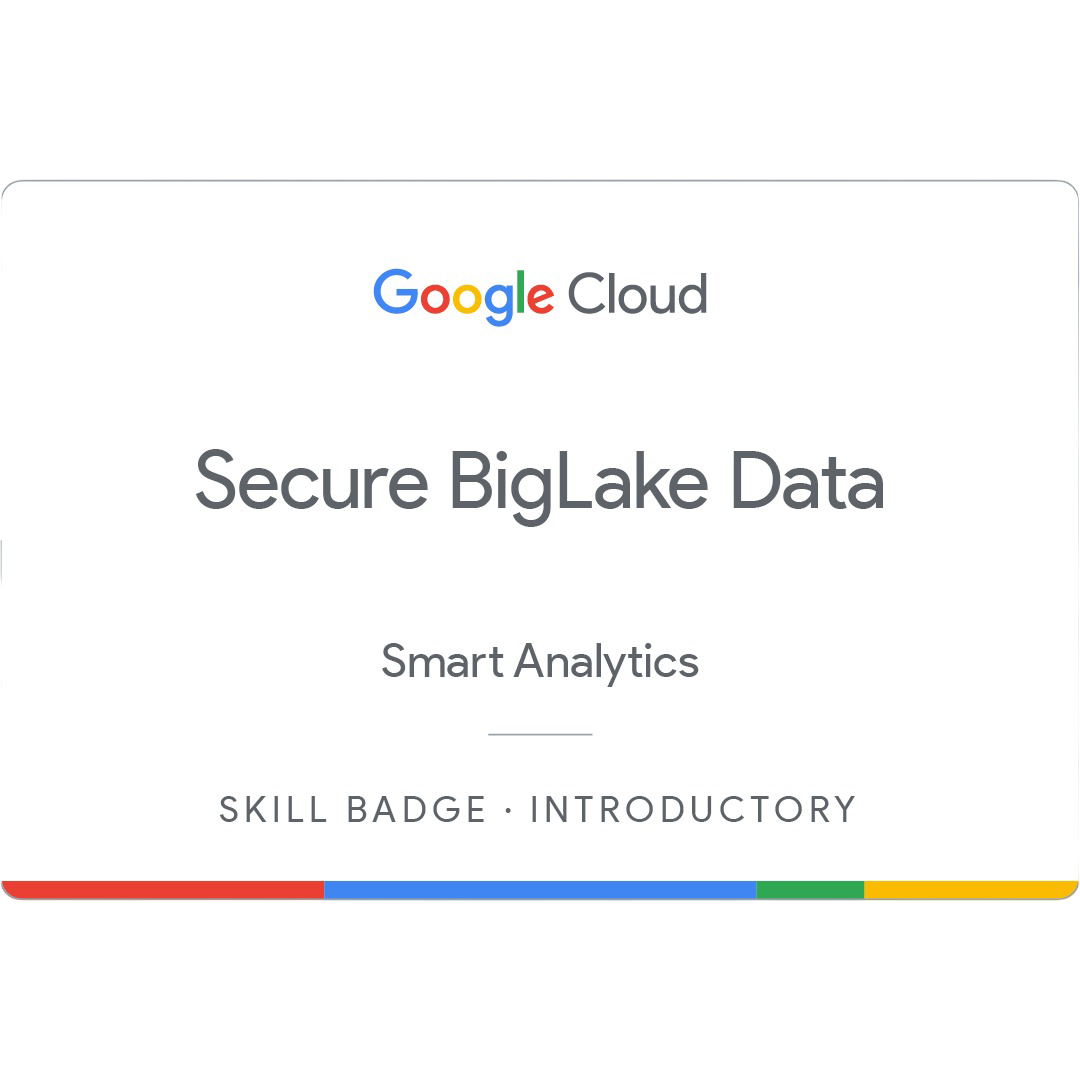 Google Cloud
Secure BigLake Data
Smart Analytics
SKILL BADGE · INTRODUCTORY